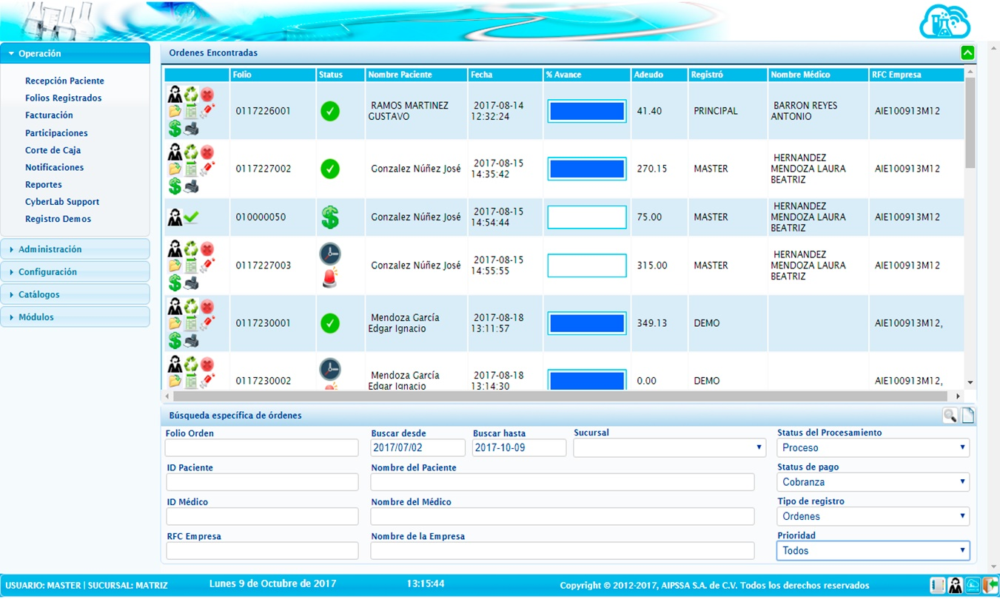 Operación
Recepción Paciente
Folios Registrados
Facturación
Participaciones
Corte de Caja
Notificaciones
Reportes
CyberLab Support
Registro Demos
Administración
Configuración
Catálogos
Módulos
Ordenes Encontradas
Folio Status Nombre Paciente Fecha % Avance Adeudo Registró Nombre Médico RFC Empresa
0117226001 RAMOS MARTINEZ GUSTAVO 2017-08-14 12:32:24 41.40 PRINCIPAL BARRON REYES ANTONIO AIE100913M12
0117227002 Gonzalez Núñez José 2017-08-15 14:35:42 270.15 MASTER HERNANDEZ MENDOZA LAURA BEATRIZ AIE100913M12
010000050 Gonzalez Núñez José 2017-08-15 14:54:44 75.00 MASTER HERNANDEZ MENDOZA LAURA BEATRIZ AIE100913M12
0117227003 Gonzalez Núñez José 2017-08-15 14:55:55 315.00 MASTER HERNANDEZ MENDOZA LAURA BEATRIZ AIE100913M12
0117230001 Mendoza García Edgar Ignacio 2017-08-18 13:11:57 349.13 DEMO AIE100913M12,
0117230002 Mendoza García Edgar Ignacio 2017-08-18 13:14:30 0.00 DEMO AIE100913M12,
Búsqueda específica de órdenes
Folio Orden Buscar desde Buscar hasta Sucursal Status del Procesamiento
2017/07/02 2017-10-09 Proceso
ID Paciente Nombre del Paciente Status de pago
Cobranza
ID Médico Nombre del Médico Tipo de registro
Ordenes
RFC Empresa Nombre de la Empresa Prioridad
Todos
USUARIO: MASTER | SUCURSAL: MATRIZ Lunes 9 de Octubre de 2017 13:15:44 Copyright © 2012-2017, AIPSSA S.A. de C.V. Todos los derechos reservados